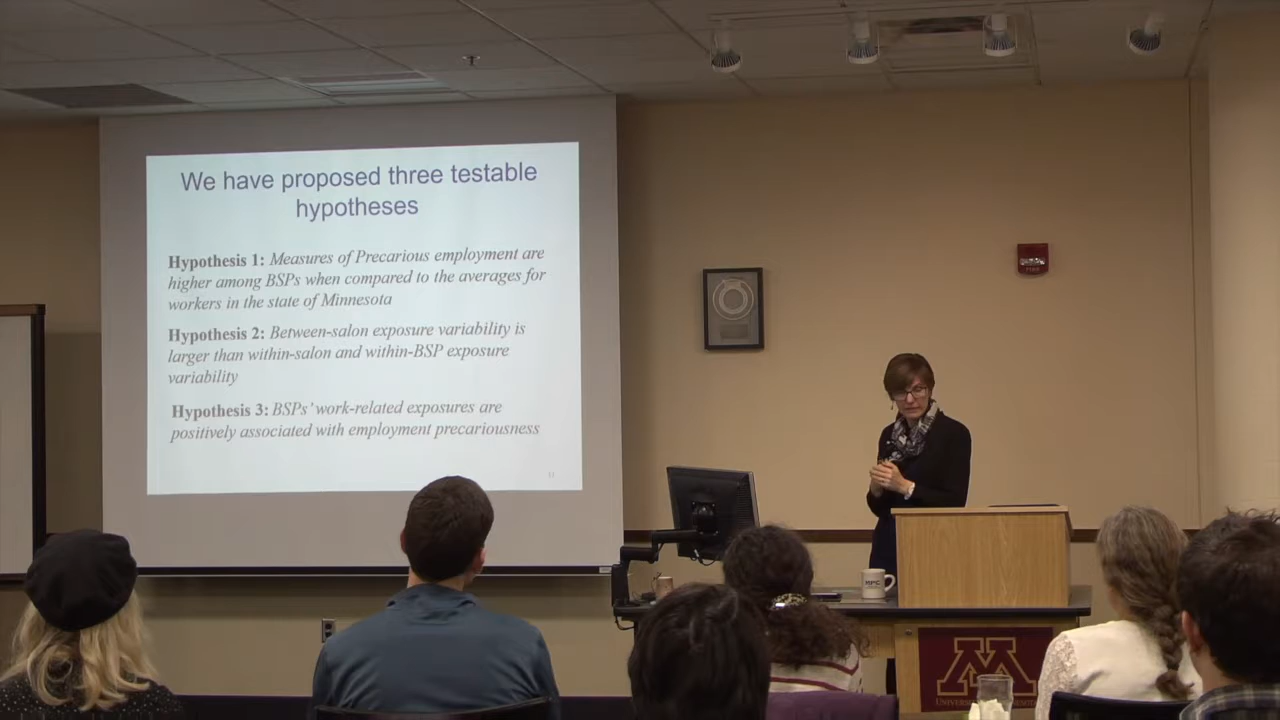 We have proposed three testable
hypotheses
Hypothesis 1: Measures of Precarious employment are
higher among BSPs when compared to the averages for
workers in the state of Minnesota
Hypothesis 2: Between-salon exposure variability is
larger than within-salon and within-BSP exposure
variability
Hypothesis 3: BSPs' work-related exposures are
positively associated with employment precariousness
FIRE
MPC
M